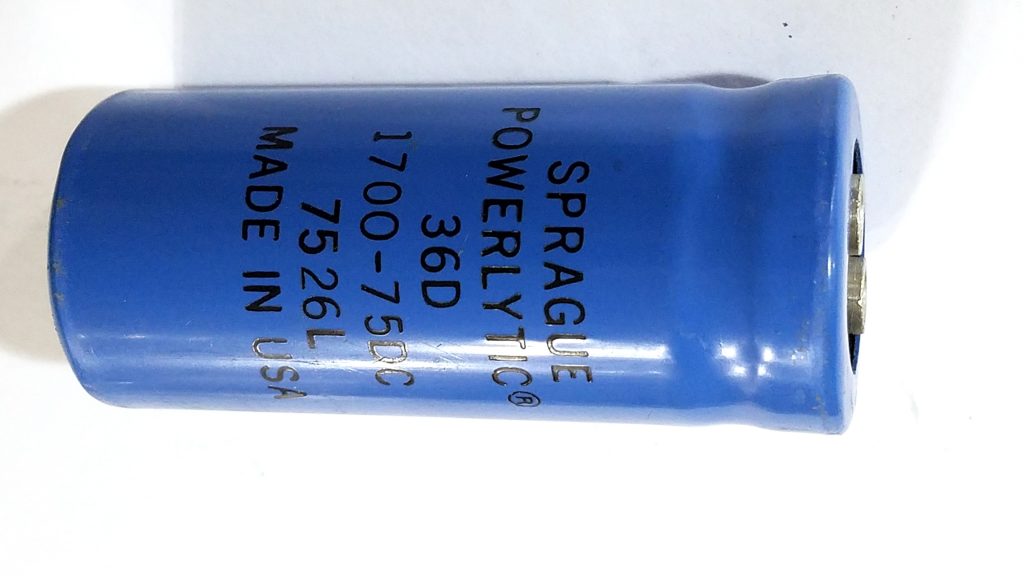 SPRAGUE
POWERLYTIC®
36D
1700-75DC
7526L
MADE IN USA